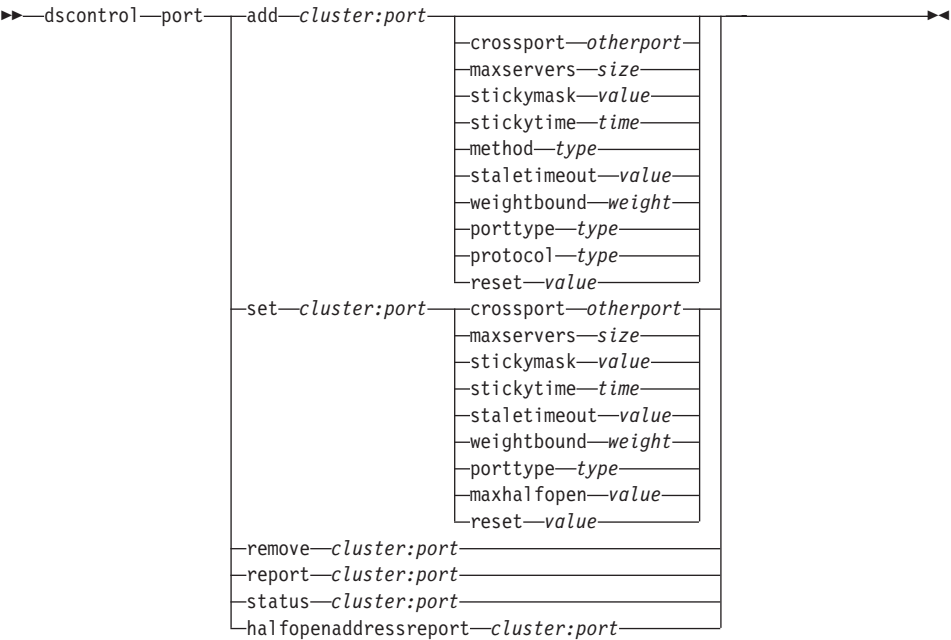 dscontrol port add cluster:port
crossport otherport
maxservers size
stickymask value
stickytime time
method type
staletimeout value
weightbound weight
porttype type
protocol type
reset value
set cluster:port crossport otherport
maxservers size
stickymask value
stickytime time
staletimeout value
weightbound weight
porttype type
maxhalfopen value
reset value
remove cluster:port
report cluster:port
status cluster:port
halfopenaddressreport cluster:port